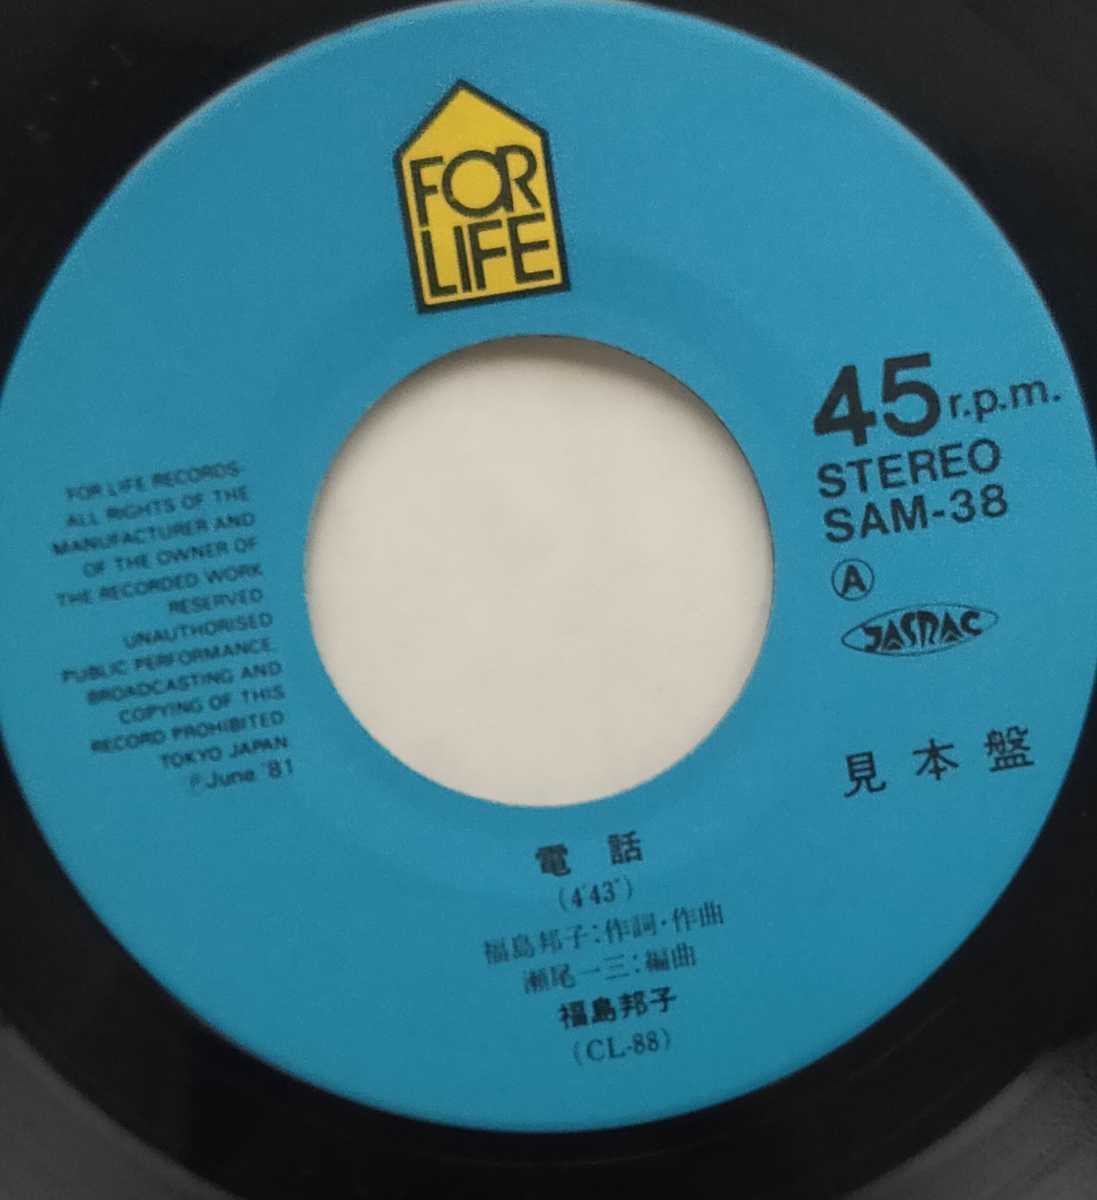 FOR
LIFE
45 r.p.m.
STEREO
SAM-38
A
JASRAC
見本盤
FOR LIFE RECORDS-
ALL RIGHTS OF THE
MANUFACTURER AND
OF THE OWNER OF
THE RECORDED WORK
RESERVED
UNAUTHORISED
PUBLIC PERFORMANCE,
BROADCASTING AND
COPYING OF THIS
RECORD PROHIBITED
TOKYO JAPAN
℗June '81
電話
(4'43")
福島邦子:作詞・作曲
瀬尾一三:編曲
福島邦子
(CL-88)